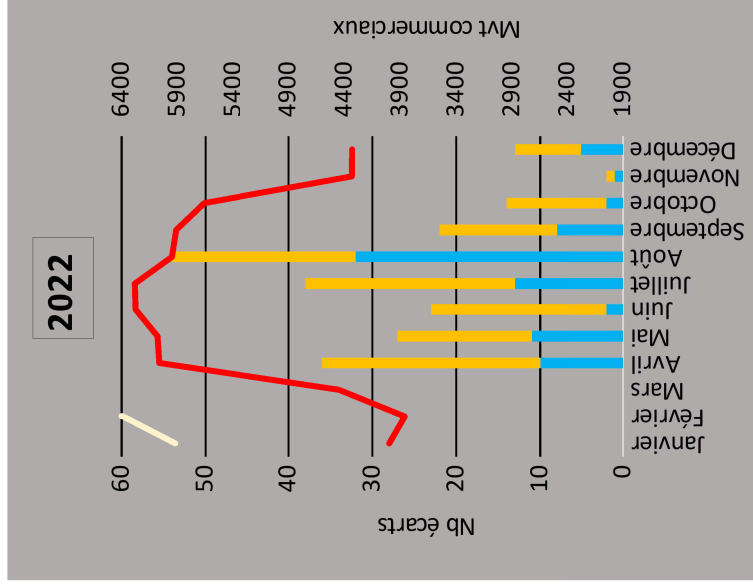 2022
Mvt commerciaux
6400
5900
5400
4900
4400
3900
3400
2900
2400
1900
60
50
40
30
20
10
0
Nb écarts
Janvier
Février
Mars
Avril
Mai
Juin
Juillet
Août
Septembre
Octobre
Novembre
Décembre